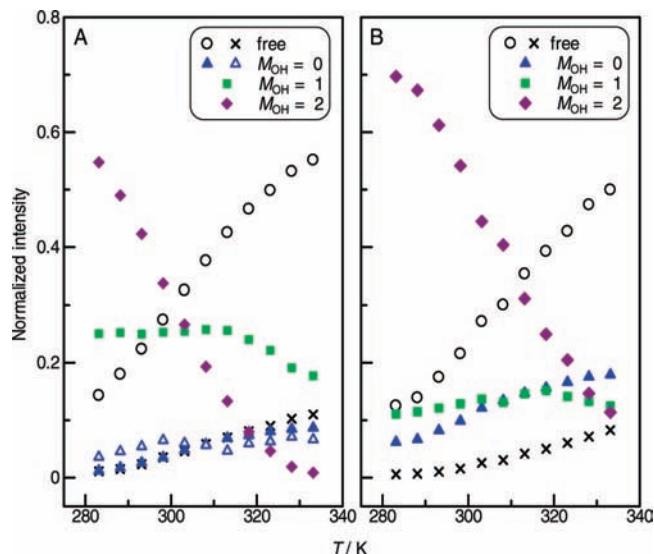 A
free
M_OH = 0
M_OH = 1
M_OH = 2
B
free
M_OH = 0
M_OH = 1
M_OH = 2
Normalized intensity
0.8
0.6
0.4
0.2
0
280 300 320 340 280 300 320 340
T / K